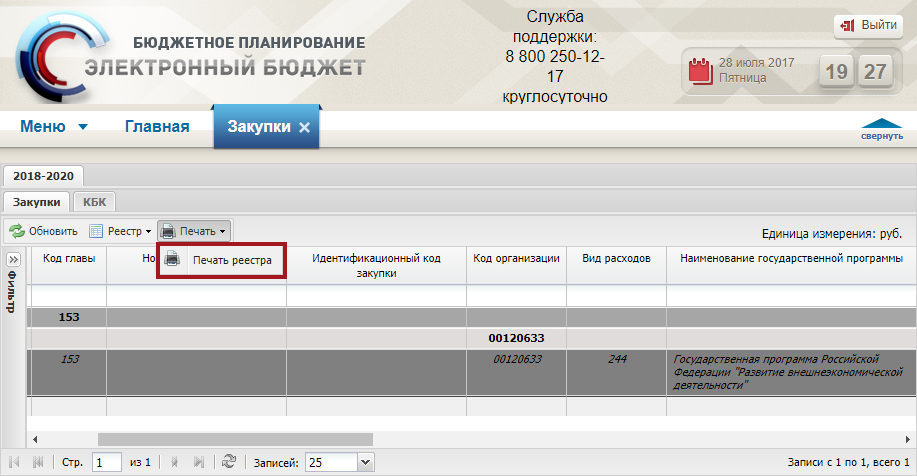 БЮДЖЕТНОЕ ПЛАНИРОВАНИЕ
ЭЛЕКТРОННЫЙ БЮДЖЕТ
Служба
поддержки:
8 800 250-12-
17
круглосуточно
Выйти
28 июля 2017
Пятница
19 27
Меню Главная Закупки
свернуть
2018-2020
Закупки КБК
Обновить Реестр Печать
Единица измерения: руб.
Печать реестра
Фильтр
Код главы Но Идентификационный код
закупки
Код организации Вид расходов Наименование государственной программы
153
00120633
153 00120633 244 Государственная программа Российской
Федерации "Развитие внешнеэкономической
деятельности"
Стр. 1 из 1 Записей: 25 Записи с 1 по 1, всего 1